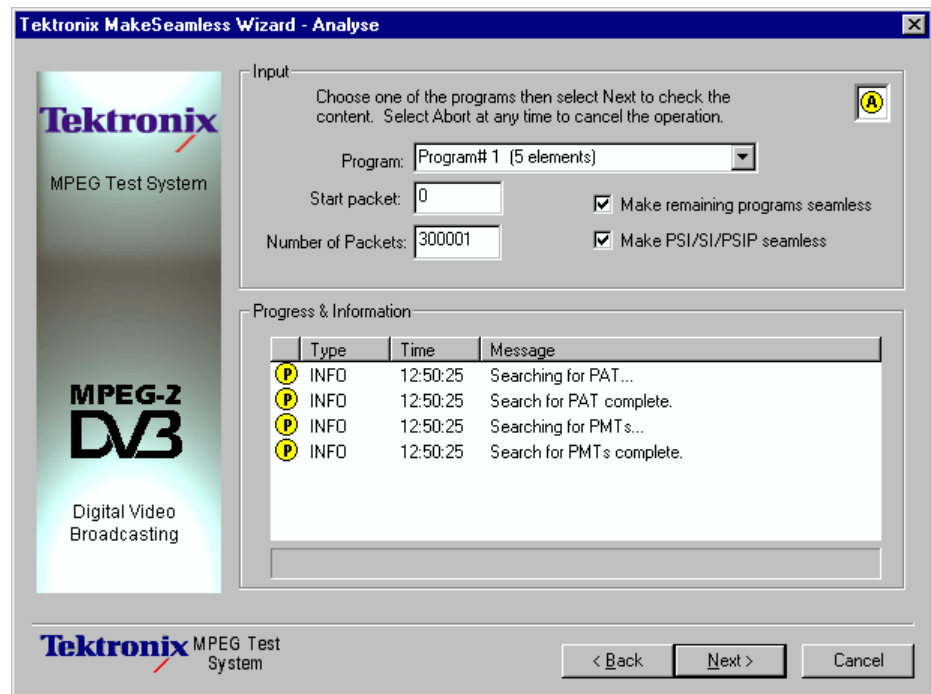 Tektronix MakeSeamless Wizard - Analyse
Tektronix
MPEG Test System
MPEG-2
DVB
Digital Video
Broadcasting
Input
Choose one of the programs then select Next to check the
content. Select Abort at any time to cancel the operation.
A
Program: Program# 1 (5 elements)
Start packet: 0
Make remaining programs seamless
Number of Packets: 300001
Make PSI/SI/PSIP seamless
Progress & Information
Type Time Message
P INFO 12:50:25 Searching for PAT...
P INFO 12:50:25 Search for PAT complete.
P INFO 12:50:25 Searching for PMTs...
P INFO 12:50:25 Search for PMTs complete.
Tektronix MPEG Test
System
< Back Next > Cancel